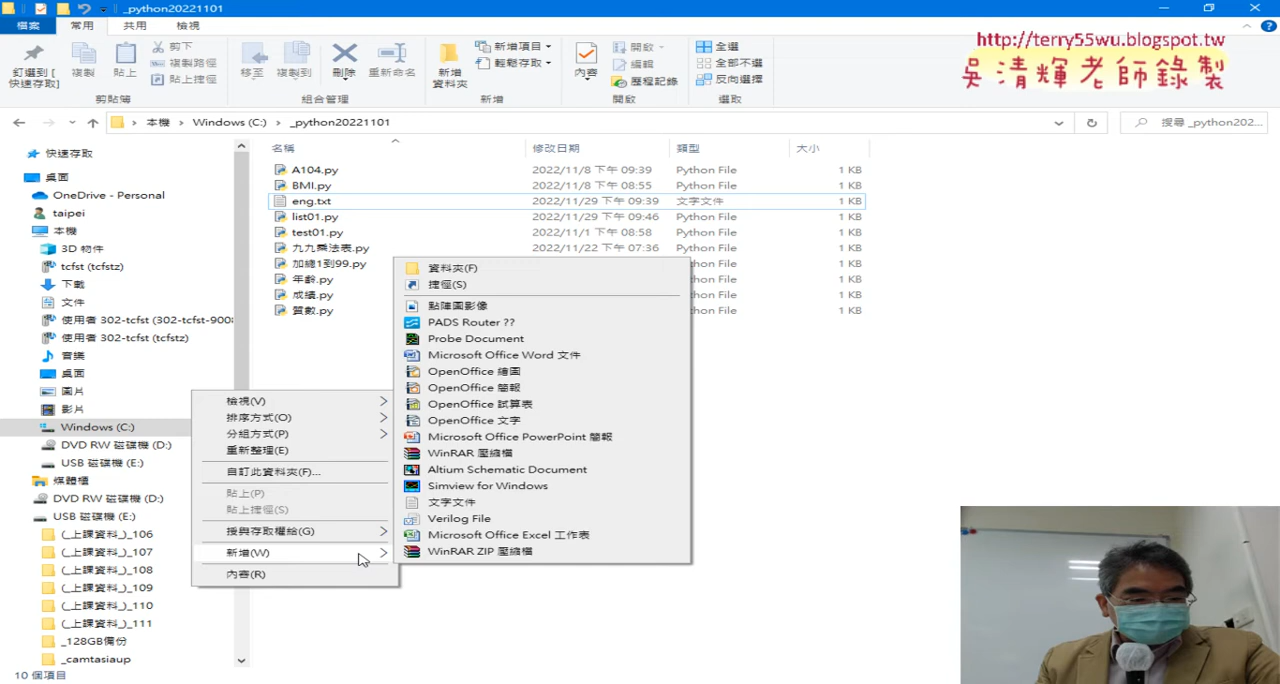 _python20221101
檔案
常用
共用
檢視
釘選到 [
快速存取]
複製
貼上
剪下
複製路徑
貼上捷徑
剪貼簿
移至
複製到
刪除
重新命名
組合管理
新增
資料夾
新增項目
輕鬆存取
新增
內容
開啟
編輯
歷程記錄
開啟
全選
全部不選
反向選擇
選取
http://terry55wu.blogspot.tw
吳清輝老師錄製
本機 > Windows (C:) > _python20221101
搜尋 _python202...
名稱
修改日期
類型
大小
快速存取
桌面
OneDrive - Personal
taipei
本機
3D 物件
tcfst (tcfstz)
下載
文件
使用者 302-tcfst (302-tcfst-900
使用者 302-tcfst (tcfstz)
音樂
桌面
圖片
影片
Windows (C:)
DVD RW 磁碟機 (D:)
USB 磁碟機 (E:)
媒體櫃
DVD RW 磁碟機 (D:)
USB 磁碟機 (E:)
(_上課資料_)_106
(_上課資料_)_107
(_上課資料_)_108
(_上課資料_)_109
(_上課資料_)_110
(_上課資料_)_111
_128GB備份
_camtasiaup
10 個項目
A104.py 2022/11/8 下午 09:39 Python File 1 KB
BMI.py 2022/11/8 下午 08:55 Python File 1 KB
eng.txt 2022/11/29 下午 09:39 文字文件 1 KB
list01.py 2022/11/29 下午 09:46 Python File 1 KB
test01.py 2022/11/1 下午 08:58 Python File 1 KB
九九乘法表.py 2022/11/22 下午 07:36 Python File 1 KB
加總1到99.py hon File 1 KB
年齡.py hon File 1 KB
成績.py hon File 1 KB
質數.py hon File 1 KB
檢視(V)
排序方式(O)
分組方式(P)
重新整理(E)
自訂此資料夾(F)...
貼上(P)
貼上捷徑(S)
授與存取權給(G)
新增(W)
內容(R)
資料夾(F)
捷徑(S)
點陣圖影像
PADS Router ??
Probe Document
Microsoft Office Word 文件
OpenOffice 繪圖
OpenOffice 簡報
OpenOffice 試算表
OpenOffice 文字
Microsoft Office PowerPoint 簡報
WinRAR 壓縮檔
Altium Schematic Document
Simview for Windows
文字文件
Verilog File
Microsoft Office Excel 工作表
WinRAR ZIP 壓縮檔